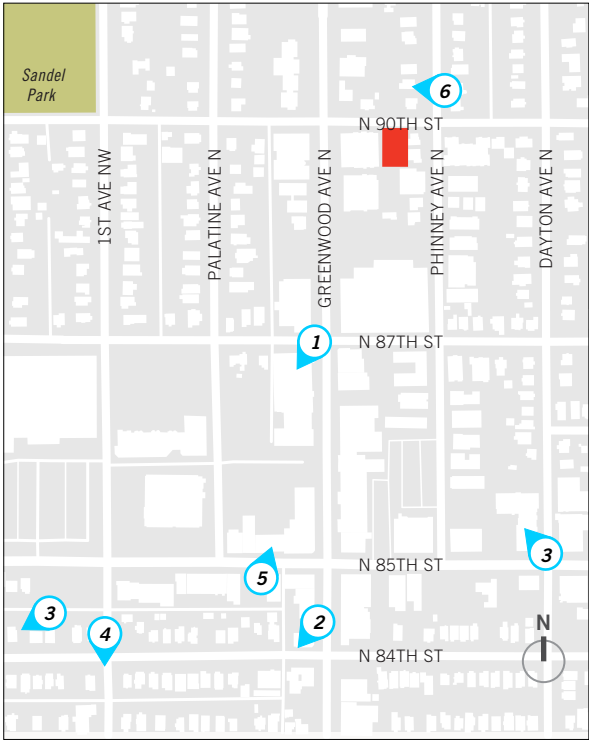 Sandel
Park
6
N 90TH ST
1ST AVE NW
PALATINE AVE N
GREENWOOD AVE N
PHINNEY AVE N
DAYTON AVE N
1
N 87TH ST
3
N 85TH ST
5
3
2
4
N
N 84TH ST